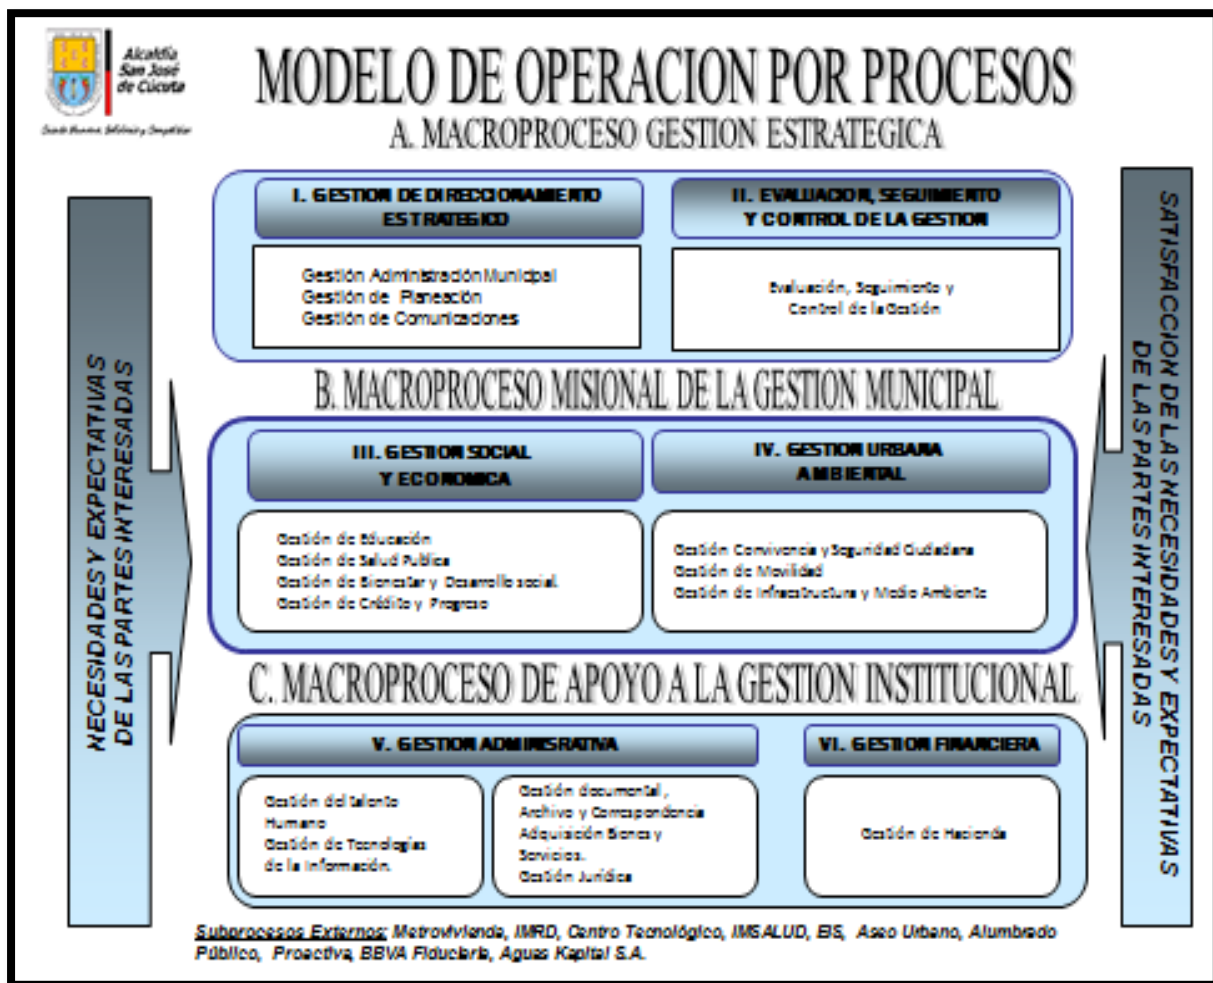 Alcaldía
San José
de Cúcuta
MODELO DE OPERACION POR PROCESOS
A. MACROPROCESO GESTION ESTRATEGICA
I. GESTION DE DIRECCIONAMIENTO
ESTRATEGICO
II. EVALUACION, SEGUIMIENTO
Y CONTROL DE LA GESTION
Gestión Administración Municipal
Gestión de Planeación
Gestión de Comunicaciones
Evaluación, Seguimiento y
Control de la Gestión
NECESIDADES Y EXPECTATIVAS
DE LAS PARTES INTERESADAS
SATISFACCION DE LAS NECESIDADES Y EXPECTATIVAS
DE LAS PARTES INTERESADAS
B. MACROPROCESO MISIONAL DE LA GESTION MUNICIPAL
III. GESTION SOCIAL
Y ECONOMICA
IV. GESTION URBANA
AMBIENTAL
Gestión de Educación
Gestión de Salud Publica
Gestión de Bienestar y Desarrollo social.
Gestión de Crédito y Progreso
Gestión Convivencia y Seguridad Ciudadana
Gestión de Movilidad
Gestión de Infraestructura y Medio Ambiente
C. MACROPROCESO DE APOYO A LA GESTION INSTITUCIONAL
V. GESTION ADMINISRATIVA
VI. GESTION FINANCIERA
Gestión del talento
Humano
Gestión de Tecnologías
de la Información.
Gestión documental,
Archivo y Correspondencia
Adquisición Bienes y
Servicios.
Gestión Jurídica
Gestión de Hacienda
Subprocesos Externos: Metrovivienda, IMRD, Centro Tecnológico, IMSALUD, EIS, Aseo Urbano, Alumbrado
Público, Proactiva, BBVA Fiduciaria, Aguas Kapital S.A.